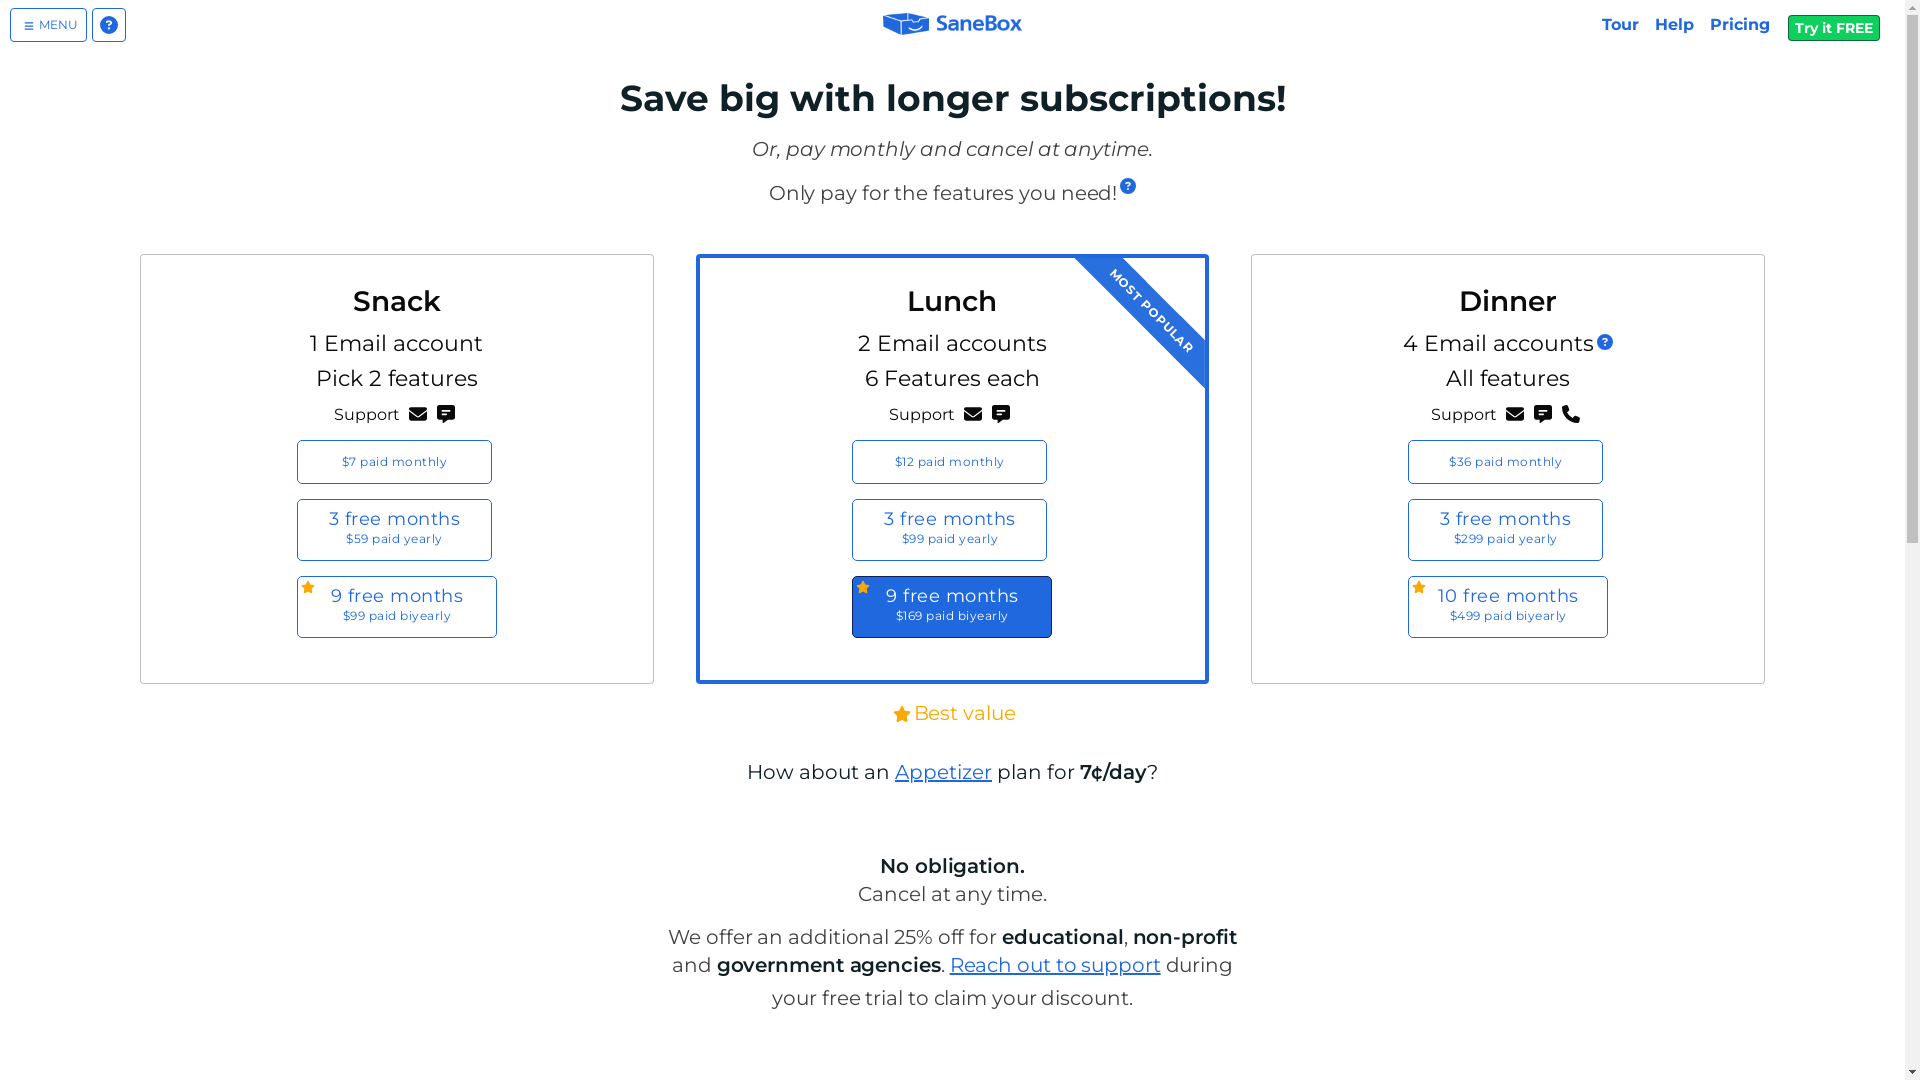 MENU
SaneBox
Tour
Help
Pricing
Try it FREE
Save big with longer subscriptions!
Or, pay monthly and cancel at anytime.
Only pay for the features you need!
Snack
1 Email account
Pick 2 features
Support
$7 paid monthly
3 free months
$59 paid yearly
9 free months
$99 paid biyearly
MOST POPULAR
Lunch
2 Email accounts
6 Features each
Support
$12 paid monthly
3 free months
$99 paid yearly
9 free months
$169 paid biyearly
Dinner
4 Email accounts
All features
Support
$36 paid monthly
3 free months
$299 paid yearly
10 free months
$499 paid biyearly
Best value
How about an Appetizer plan for 7¢/day?
No obligation.
Cancel at any time.
We offer an additional 25% off for educational, non-profit
and government agencies. Reach out to support during
your free trial to claim your discount.